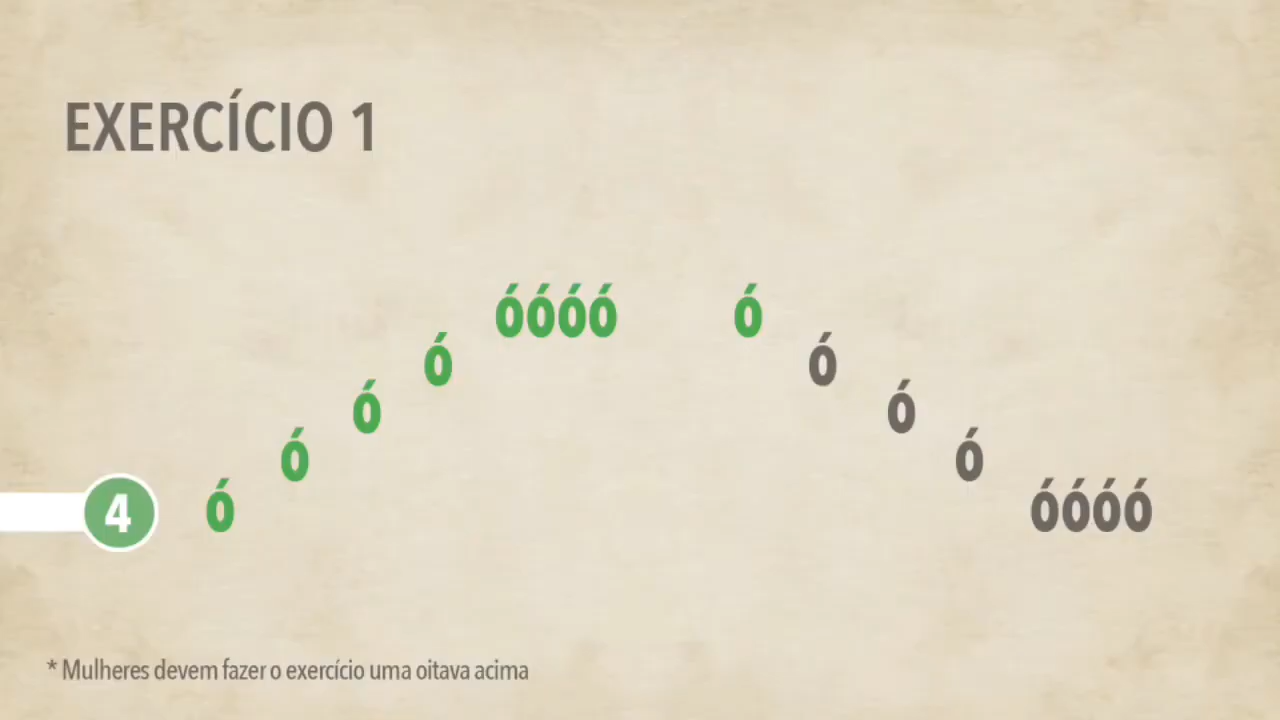 EXERCÍCIO 1
ÓÓÓÓ Ó
Ó Ó
Ó Ó
Ó Ó
4 Ó ÓÓÓÓ
* Mulheres devem fazer o exercício uma oitava acima